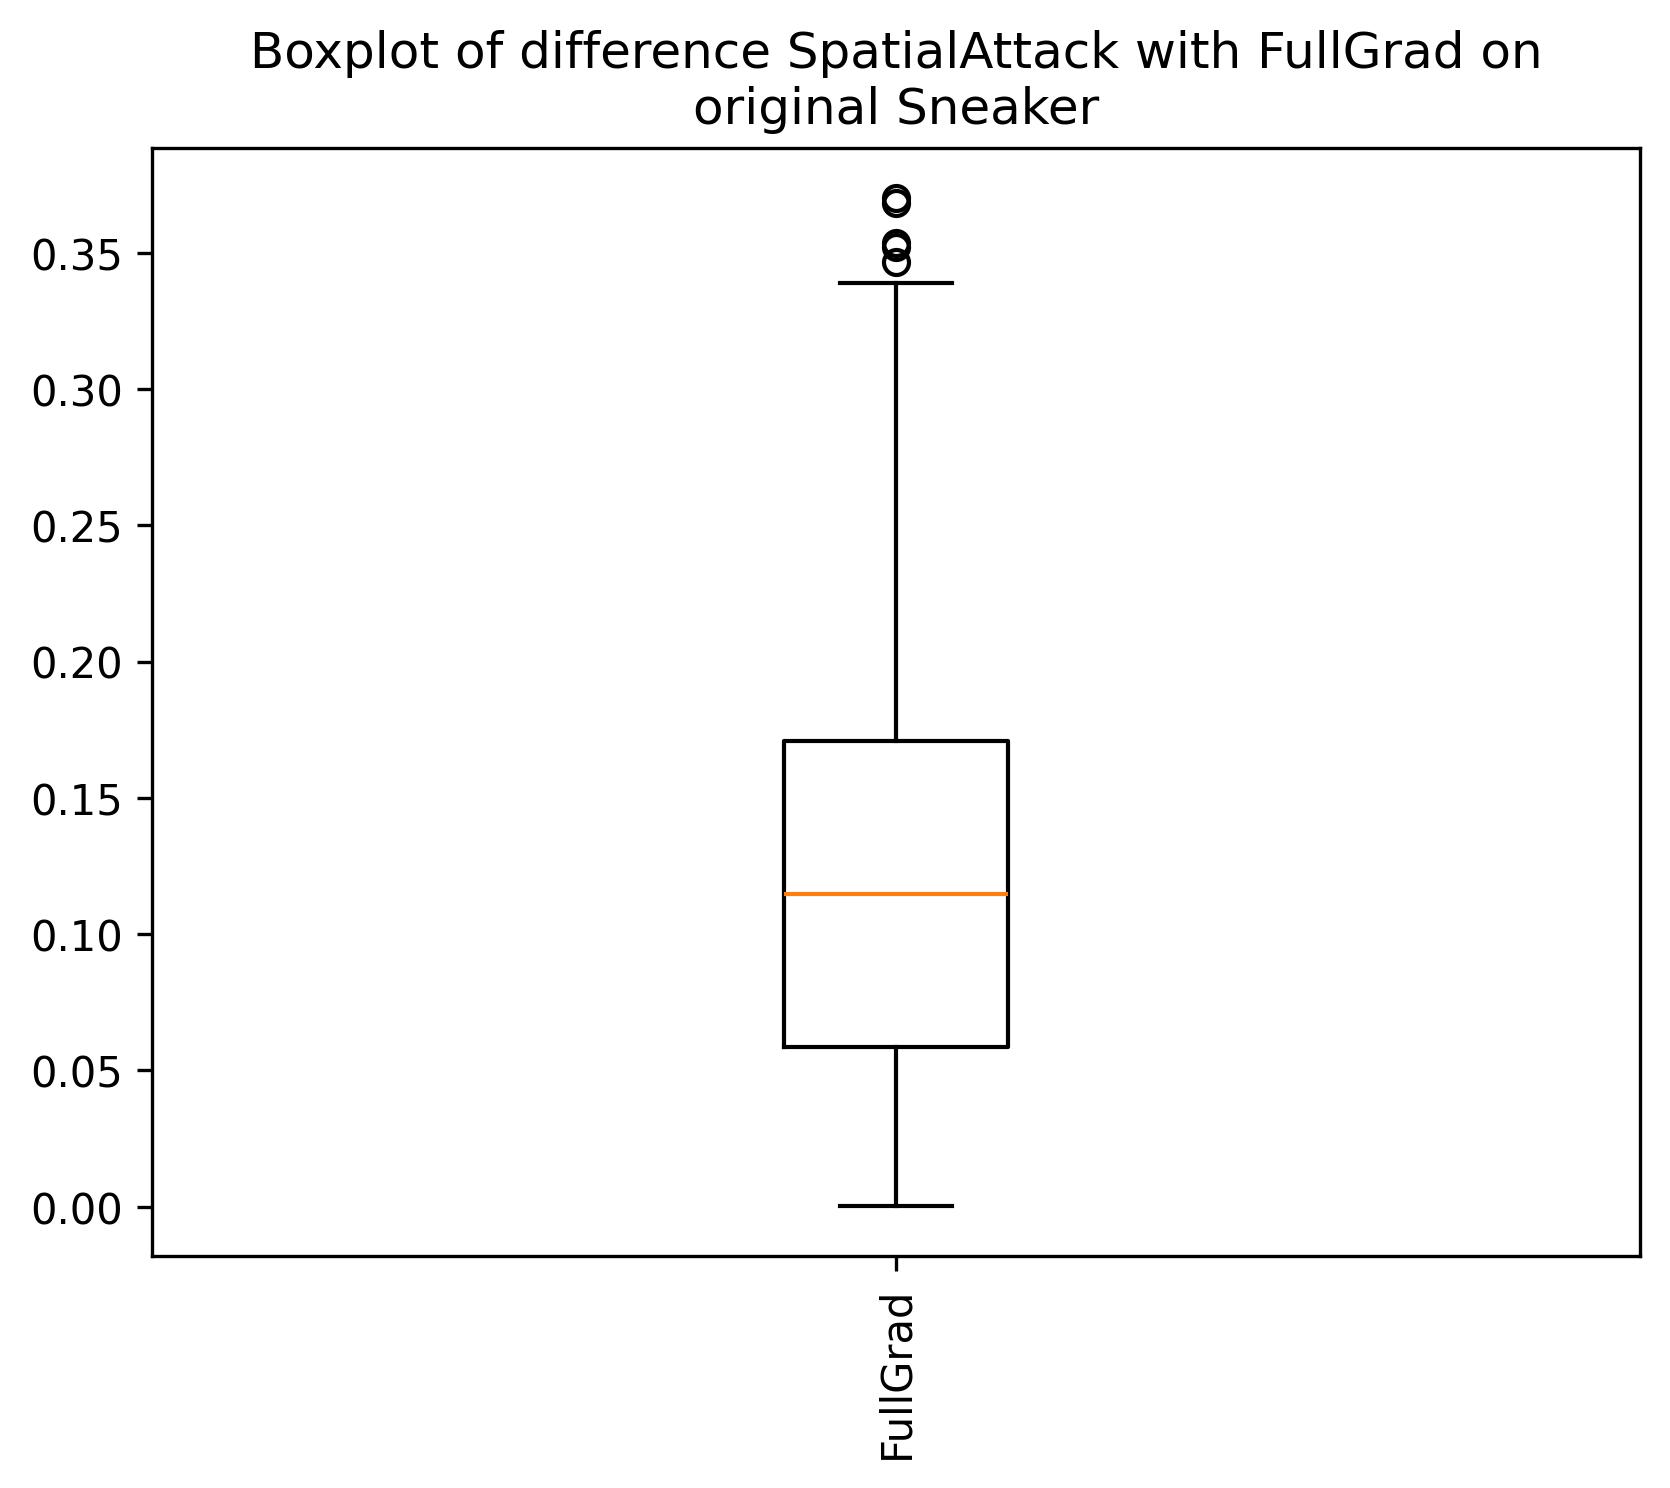 Boxplot of difference SpatialAttack with FullGrad on
original Sneaker
0.35
0.30
0.25
0.20
0.15
0.10
0.05
0.00
FullGrad